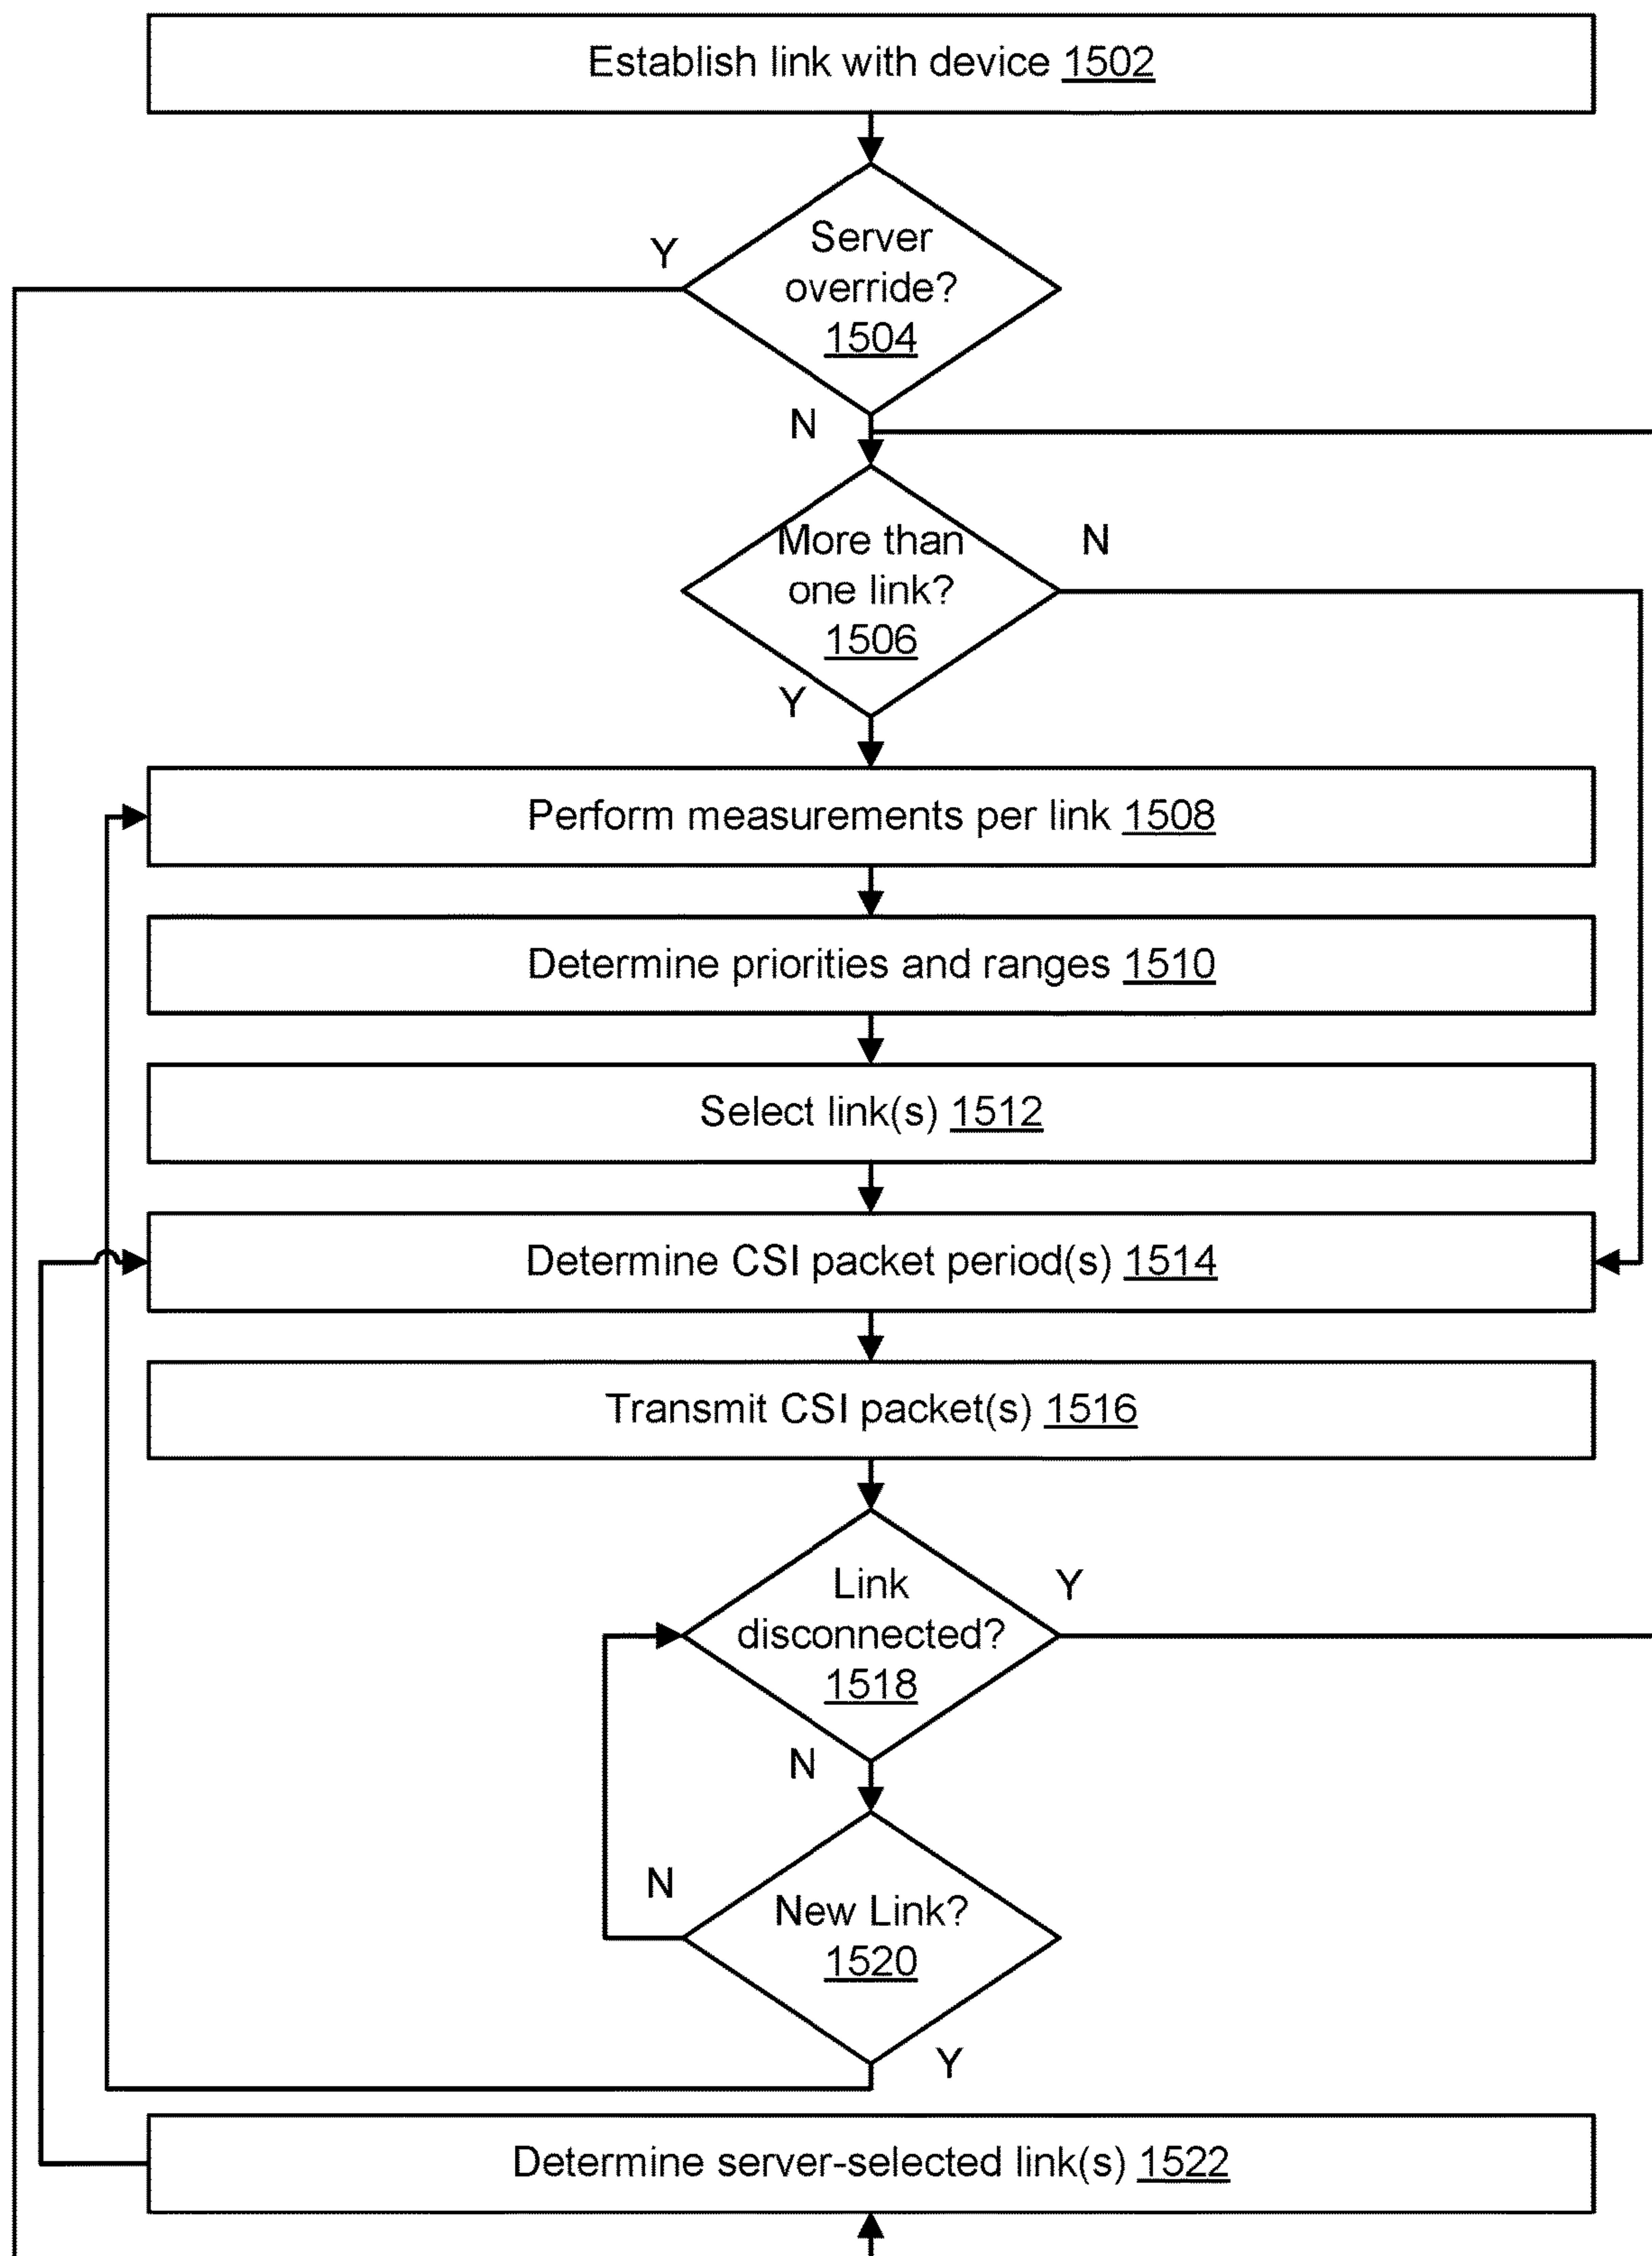 Establish link with device 1502
Server
override?
1504
Y
N
More than
one link?
1506
N
Y
Perform measurements per link 1508
Determine priorities and ranges 1510
Select link(s) 1512
Determine CSI packet period(s) 1514
Transmit CSI packet(s) 1516
Link
disconnected?
1518
Y
N
New Link?
1520
N
Y
Determine server-selected link(s) 1522